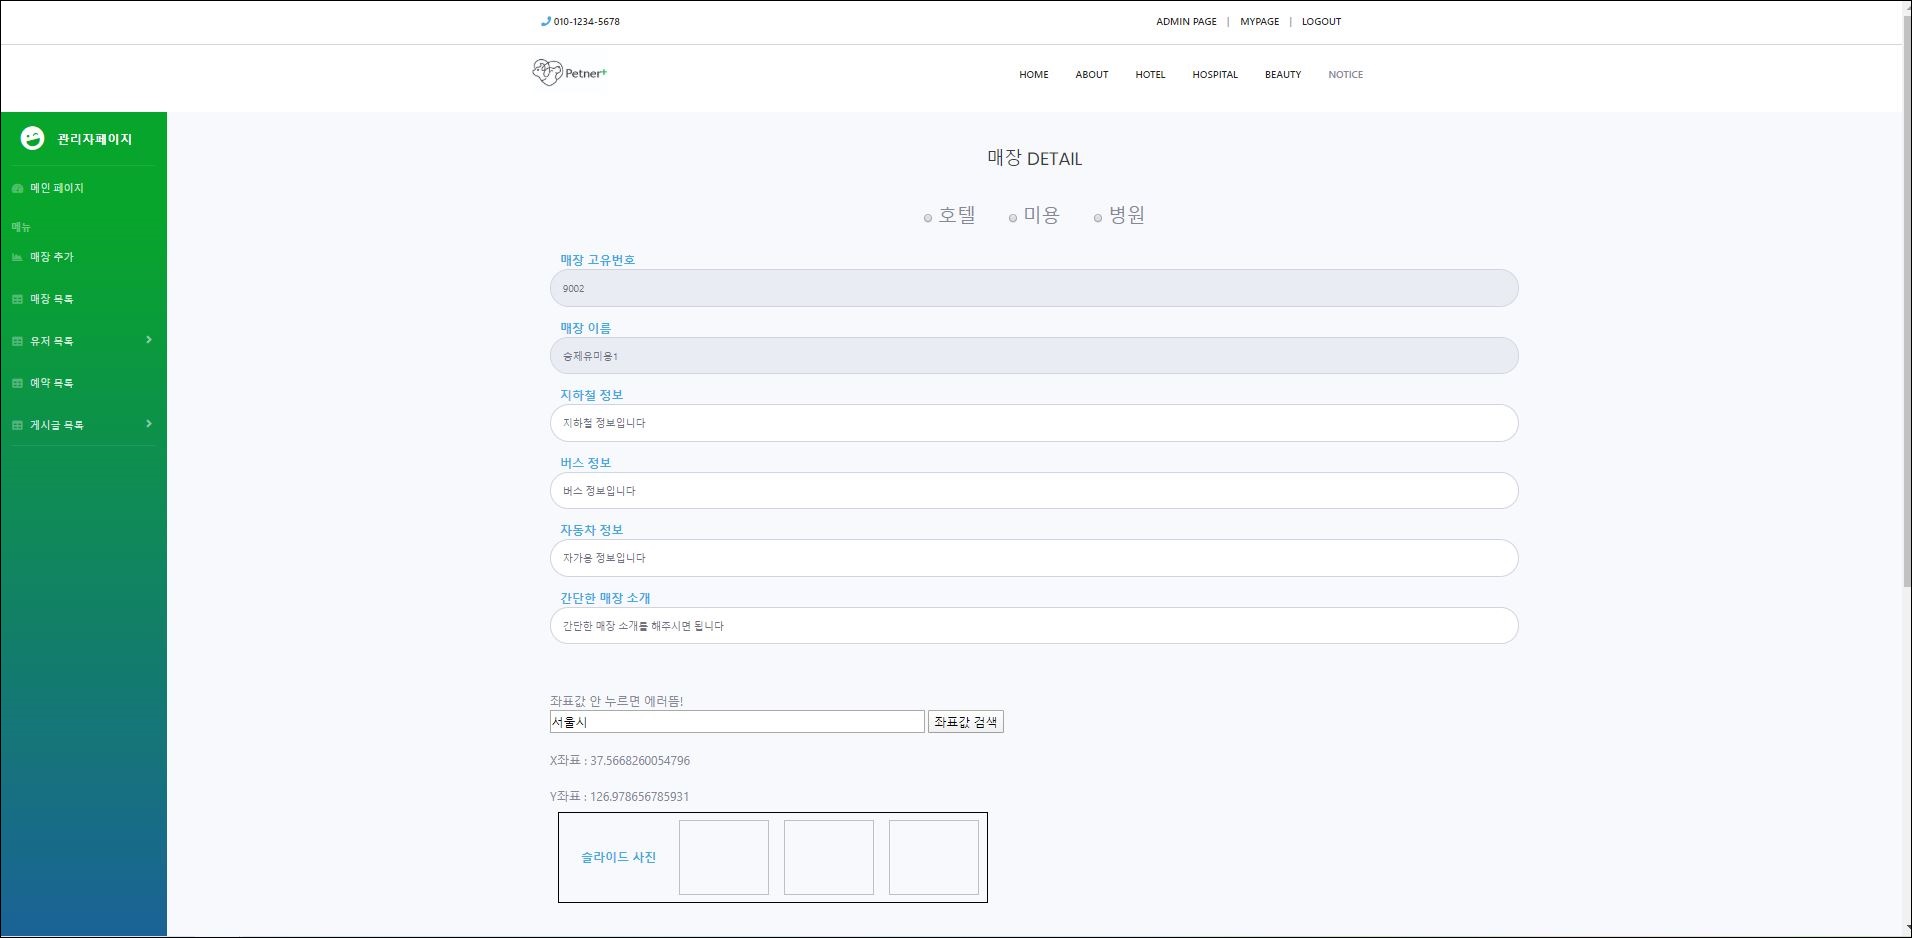 010-1234-5678
ADMIN PAGE | MYPAGE | LOGOUT
Petner+
HOME ABOUT HOTEL HOSPITAL BEAUTY NOTICE
관리자페이지
메인 페이지
메뉴
매장 추가
매장 목록
유저 목록
예약 목록
게시글 목록
매장 DETAIL
호텔 미용 병원
매장 고유번호
9002
매장 이름
승제유미용1
지하철 정보
지하철 정보입니다
버스 정보
버스 정보입니다
자동차 정보
자가용 정보입니다
간단한 매장 소개
간단한 매장 소개를 해주시면 됩니다
좌표값 안 누르면 에러뜸!
서울시 좌표값 검색
X좌표 : 37.5668260054796
Y좌표 : 126.978656785931
슬라이드 사진